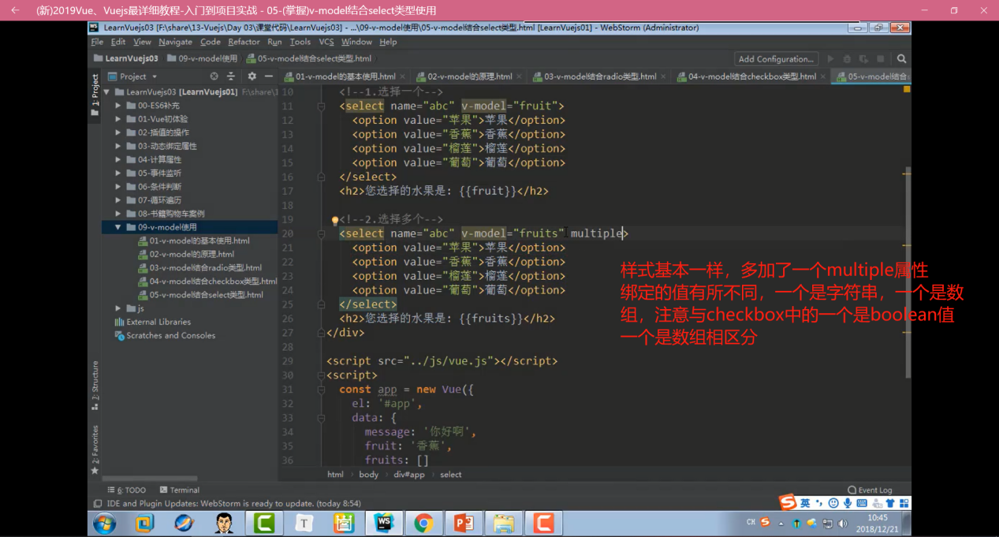 (新)2019Vue、Vuejs最详细教程-入门到项目实战 - 05-(掌握)v-model结合select类型使用
LearnVuejs03 [F:\share\13-Vuejs\Day 03\课堂代码\LearnVuejs03] - ...\09-v-model使用\05-v-model结合select类型.html [LearnVuejs01] - WebStorm (Administrator)
File Edit View Navigate Code Refactor Run Tools VCS Window Help
LearnVuejs03 09-v-model使用 05-v-model结合select类型.html Add Configuration...
Project 01-v-model的基本使用.html 02-v-model的原理.html 03-v-model结合radio类型.html 04-v-model结合checkbox类型.html 05-v-model结合
1: Project
LearnVuejs03 [LearnVuejs01] F:\share\1
00-ES6补充
01-Vue初体验
02-插值的操作
03-动态绑定属性
04-计算属性
05-事件监听
06-条件判断
07-循环遍历
08-书籍购物车案例
09-v-model使用
01-v-model的基本使用.html
02-v-model的原理.html
03-v-model结合radio类型.html
04-v-model结合checkbox类型.html
05-v-model结合select类型.html
js
External Libraries
Scratches and Consoles
7: Structure
2: Favorites
10 <!--1.选择一个-->
11 <select name="abc" v-model="fruit">
12 <option value="苹果">苹果</option>
13 <option value="香蕉">香蕉</option>
14 <option value="榴莲">榴莲</option>
15 <option value="葡萄">葡萄</option>
16 </select>
17 <h2>您选择的水果是: {{fruit}}</h2>
18
19 <!--2.选择多个-->
20 <select name="abc" v-model="fruits" multiple>
21 <option value="苹果">苹果</option>
22 <option value="香蕉">香蕉</option>
23 <option value="榴莲">榴莲</option>
24 <option value="葡萄">葡萄</option>
25 </select>
26 <h2>您选择的水果是: {{fruits}}</h2>
27 </div>
28
29 <script src="../js/vue.js"></script>
30 <script>
31 const app = new Vue({
32 el: '#app',
33 data: {
34 message: '你好啊',
35 fruit: '香蕉',
36 fruits: []
样式基本一样，多加了一个multiple属性
绑定的值有所不同，一个是字符串，一个是数
组，注意与checkbox中的一个是boolean值
一个是数组相区分
html body div#app select
6: TODO Terminal Event Log
IDE and Plugin Updates: WebStorm is ready to update. (today 8:54)
英
T WS C P C
CH
10:45
2018/12/21